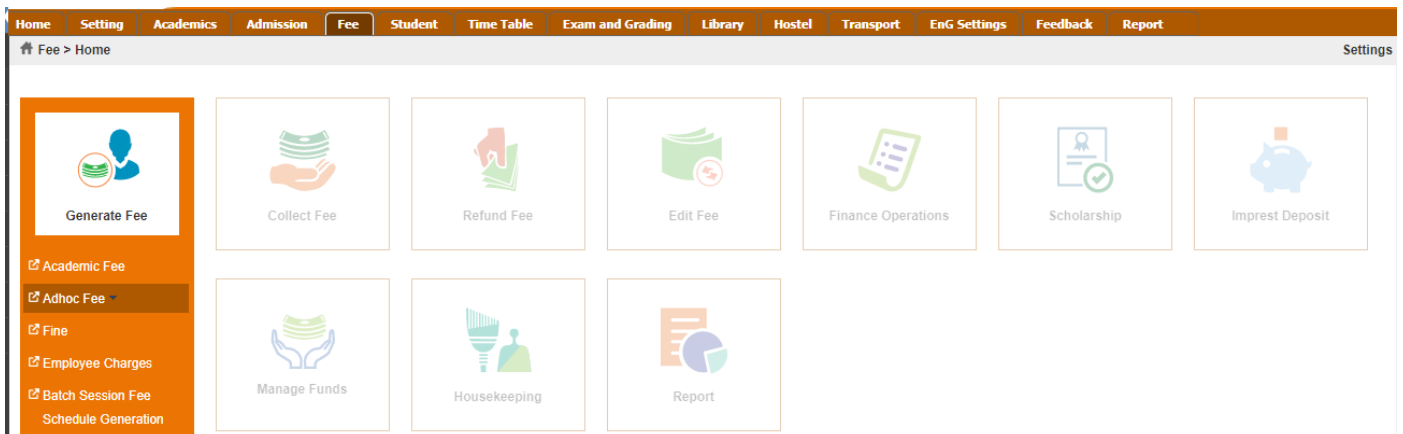 Home Setting Academics Admission Fee Student Time Table Exam and Grading Library Hostel Transport EnG Settings Feedback Report
Fee > Home Settings
Generate Fee
Collect Fee
Refund Fee
Edit Fee
Finance Operations
Scholarship
Imprest Deposit
Academic Fee
Adhoc Fee
Fine
Employee Charges
Batch Session Fee
Schedule Generation
Manage Funds
Housekeeping
Report